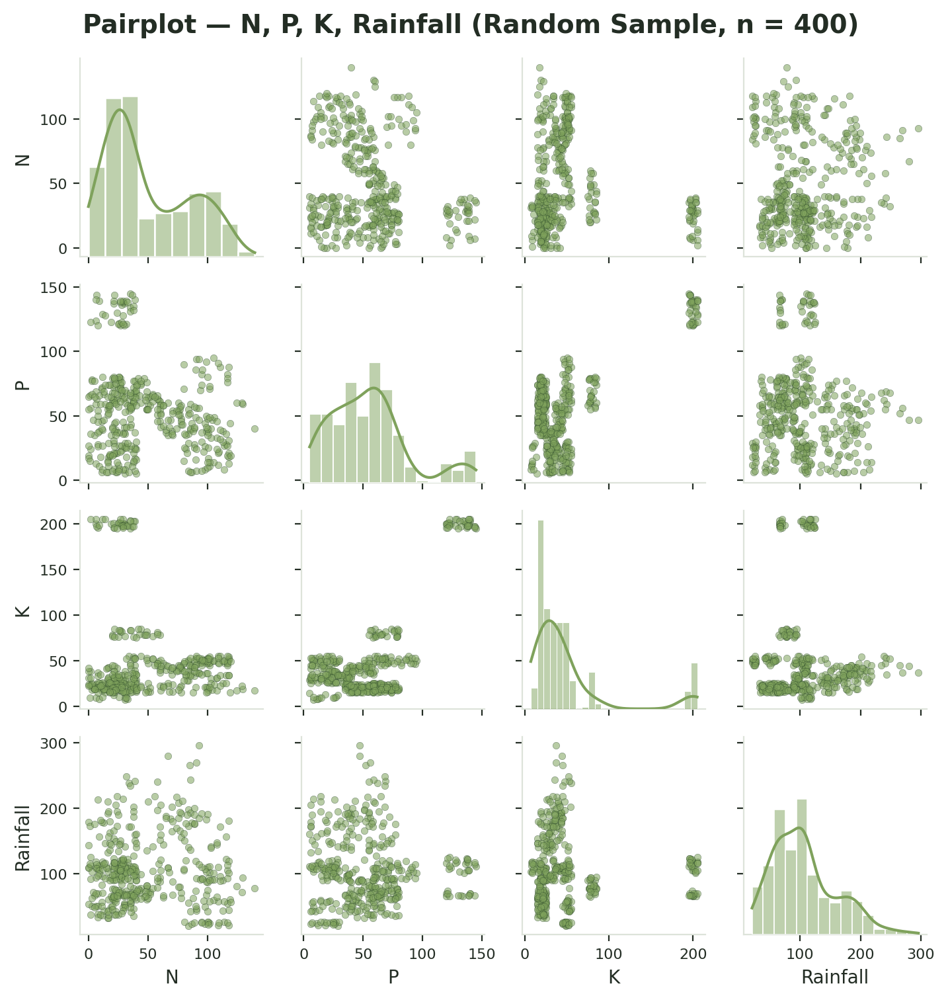 Pairplot — N, P, K, Rainfall (Random Sample, n = 400)
N
100
50
0
P
150
100
50
0
K
200
150
100
50
0
Rainfall
300
200
100
0 50 100
0 50 100 150
0 100 200
100 200 300
N P K Rainfall